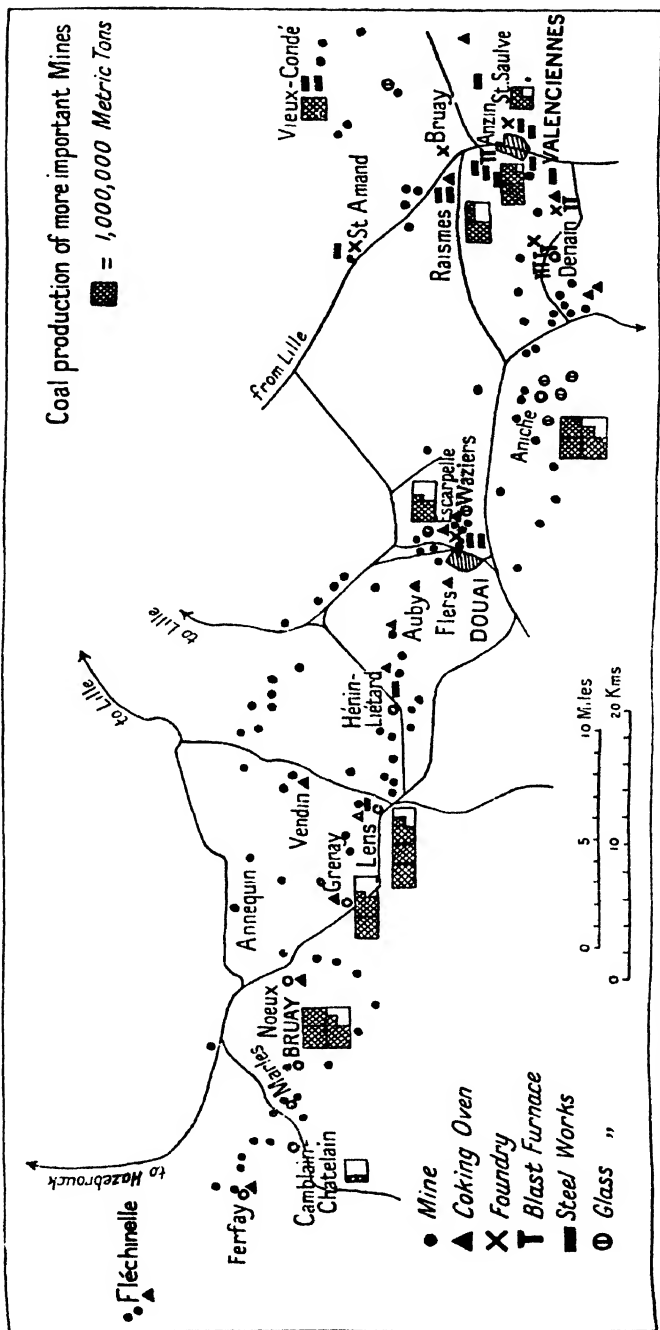 Coal production of more important Mines
= 1,000,000 Metric Tons
Fléchinelle
to Hazebrouck
Ferfay
Camblain-
Chatelain
Marles
Noeux
BRUAY
Annequin
Grenay
Lens
Vendin
to Lille
to Lille
Hénin-
Liétard
Auby
Flers
DOUAI
Escarpelle
Waziers
from Lille
Aniche
St Amand
Raismes
Denain
Vieux-Condé
Bruay
Anzin
St. Saulve
VALENCIENNES
Mine
Coking Oven
Foundry
Blast Furnace
Steel Works
Glass „
0 5 10 Miles
0 10 20 Kms